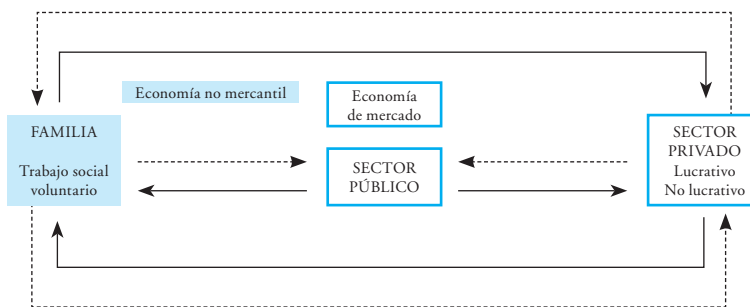 Economía no mercantil
Economía
de mercado
FAMILIA
Trabajo social
voluntario
SECTOR
PÚBLICO
SECTOR
PRIVADO
Lucrativo
No lucrativo